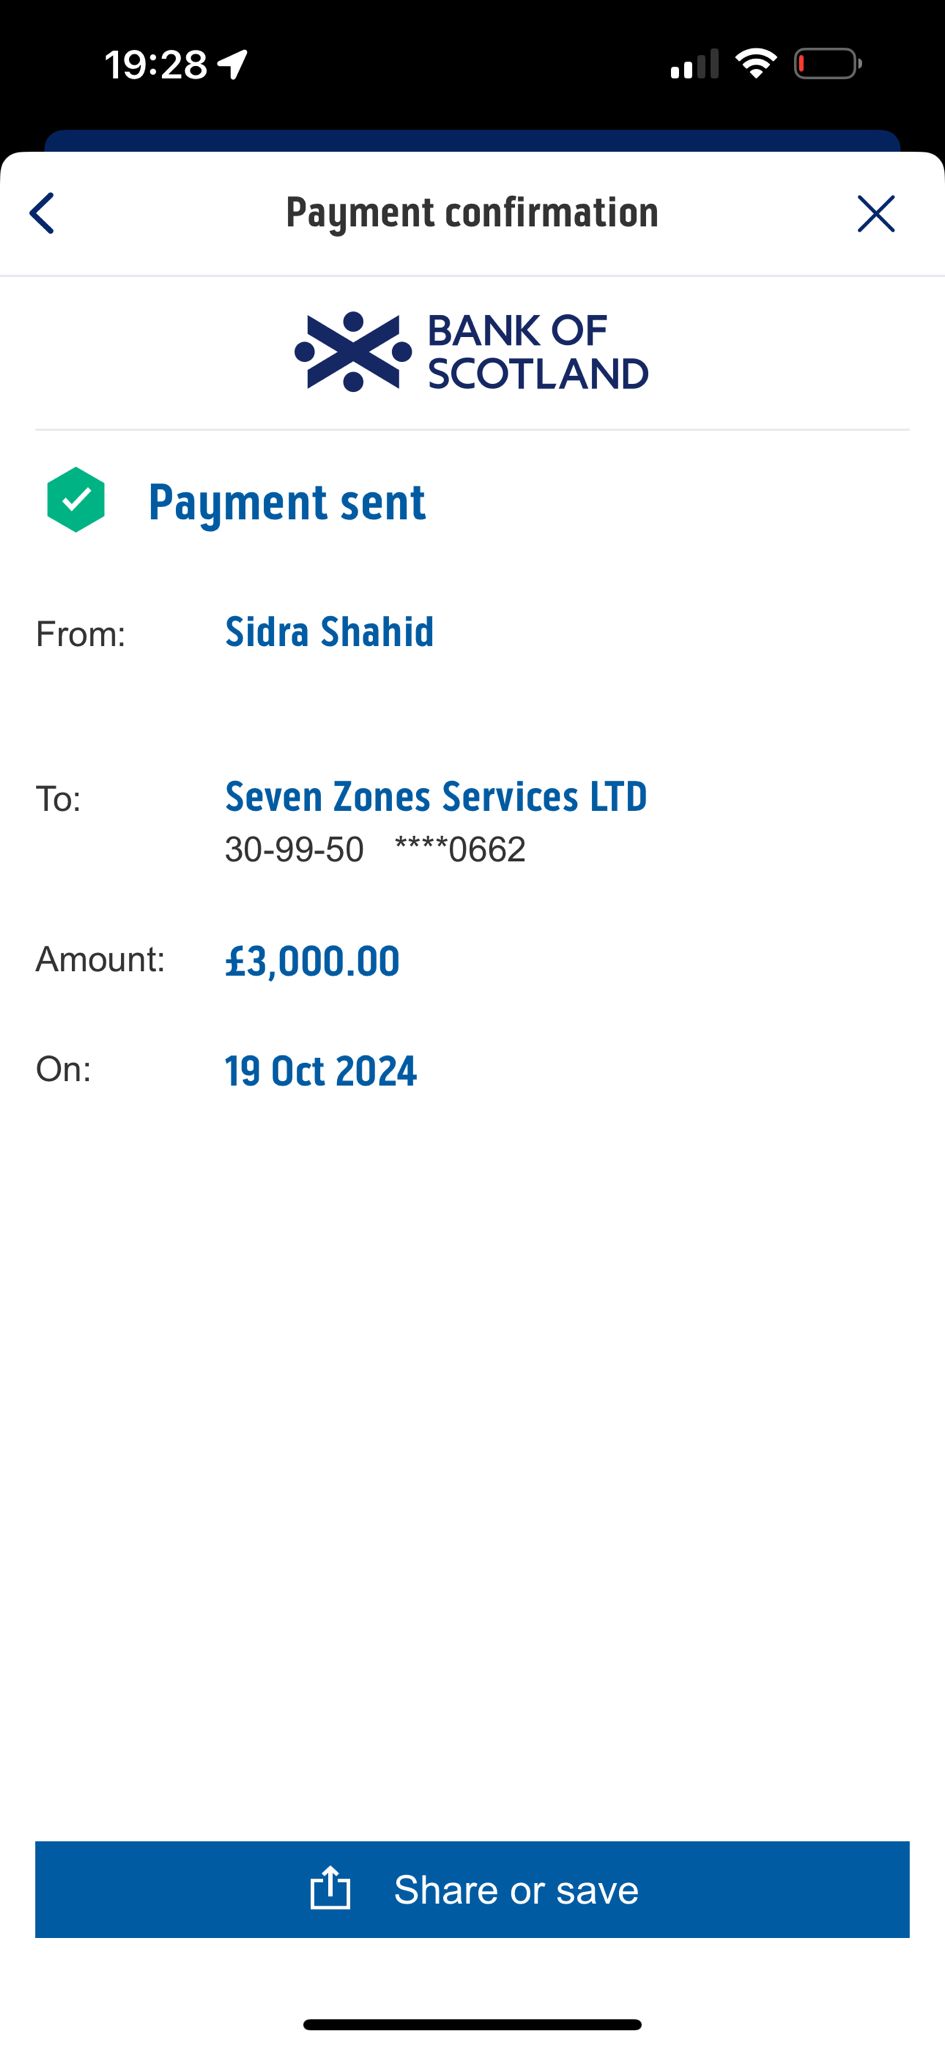 19:28
Payment confirmation
BANK OF
SCOTLAND
Payment sent
From: Sidra Shahid
To: Seven Zones Services LTD
30-99-50 ****0662
Amount: £3,000.00
On: 19 Oct 2024
Share or save